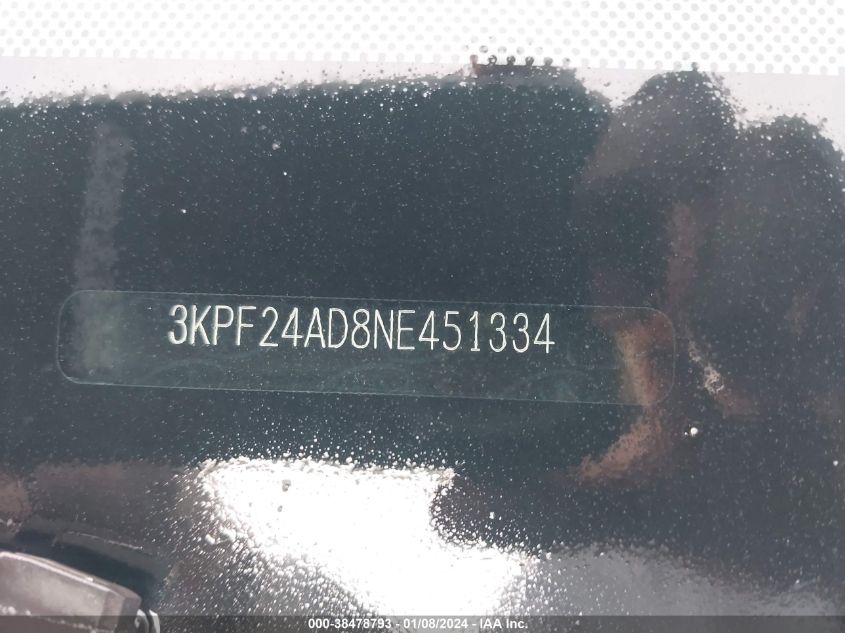 3KPF24AD8NE451334
000-38478793 - 01/08/2024 - IAA Inc.